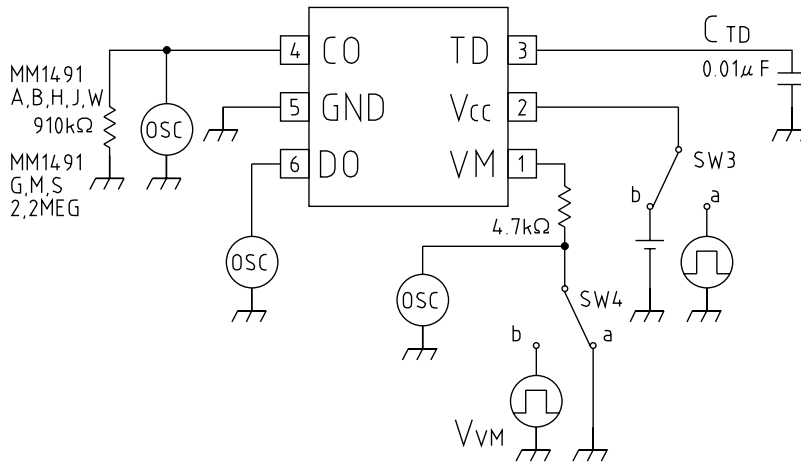 MM1491
A,B,H,J,W
910kΩ
MM1491
G,M,S
2,2MEG
OSC
4
CO
5
GND
6
DO
OSC
TD
3
Vcc
2
VM
1
CTD
0.01μF
SW3
b
a
4.7kΩ
OSC
SW4
b
a
VVM